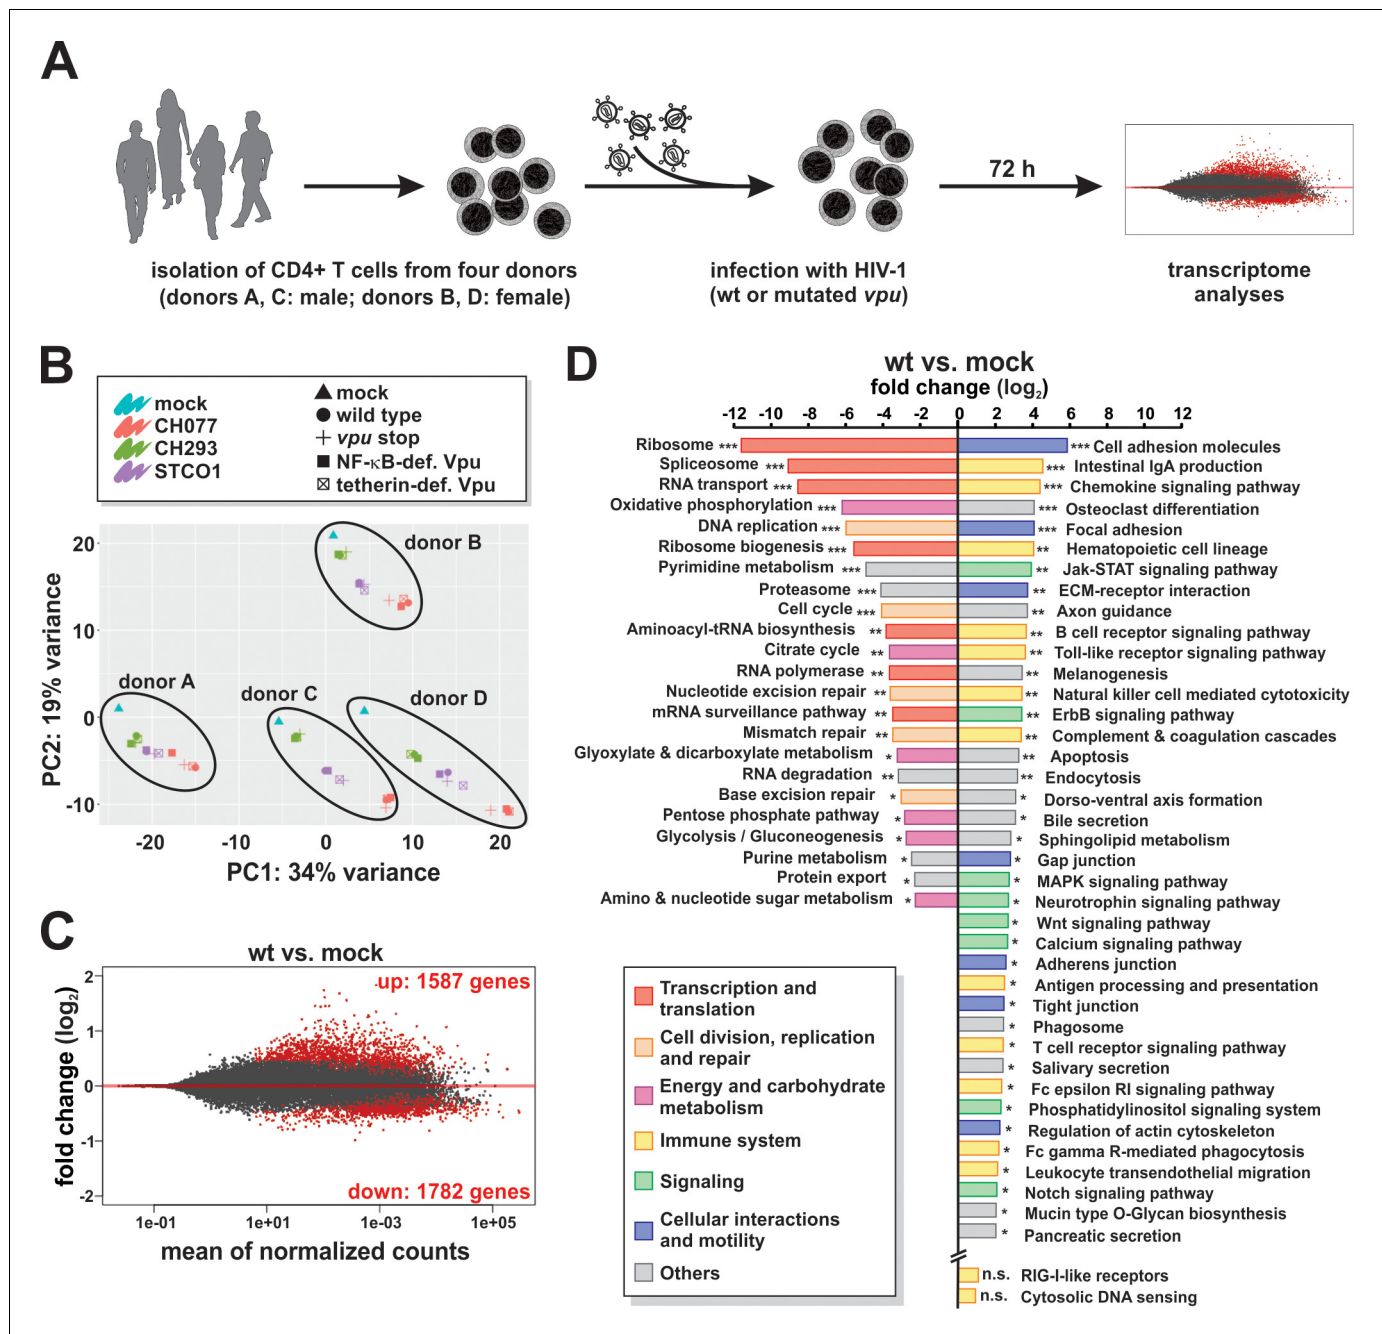 A
72 h
isolation of CD4+ T cells from four donors
(donors A, C: male; donors B, D: female)
infection with HIV-1
(wt or mutated vpu)
transcriptome
analyses
B
mock
CH077
CH293
STCO1
mock
wild type
vpu stop
NF-κB-def. Vpu
tetherin-def. Vpu
donor B
donor A
donor C
donor D
20
10
0
-10
PC2: 19% variance
-20
-10
0
10
20
PC1: 34% variance
C
wt vs. mock
up: 1587 genes
down: 1782 genes
2
1
0
-1
-2
fold change (log2)
1e-01
1e+01
1e-03
1e+05
mean of normalized counts
D
wt vs. mock
fold change (log2)
-12 -10 -8 -6 -4 -2 0 2 4 6 8 10 12
Ribosome *** *** Cell adhesion molecules
Spliceosome *** *** Intestinal IgA production
RNA transport *** *** Chemokine signaling pathway
Oxidative phosphorylation *** *** Osteoclast differentiation
DNA replication *** *** Focal adhesion
Ribosome biogenesis *** ** Hematopoietic cell lineage
Pyrimidine metabolism *** ** Jak-STAT signaling pathway
Proteasome *** ** ECM-receptor interaction
Cell cycle *** ** Axon guidance
Aminoacyl-tRNA biosynthesis ** ** B cell receptor signaling pathway
Citrate cycle ** ** Toll-like receptor signaling pathway
RNA polymerase ** ** Melanogenesis
Nucleotide excision repair ** ** Natural killer cell mediated cytotoxicity
mRNA surveillance pathway ** ** ErbB signaling pathway
Mismatch repair ** ** Complement & coagulation cascades
Glyoxylate & dicarboxylate metabolism * ** Apoptosis
RNA degradation ** ** Endocytosis
Base excision repair * * Dorso-ventral axis formation
Pentose phosphate pathway * * Bile secretion
Glycolysis / Gluconeogenesis * * Sphingolipid metabolism
Purine metabolism * * Gap junction
Protein export * * MAPK signaling pathway
Amino & nucleotide sugar metabolism * * Neurotrophin signaling pathway
* Wnt signaling pathway
* Calcium signaling pathway
* Adherens junction
* Antigen processing and presentation
* Tight junction
* Phagosome
* T cell receptor signaling pathway
* Salivary secretion
* Fc epsilon RI signaling pathway
* Phosphatidylinositol signaling system
* Regulation of actin cytoskeleton
* Fc gamma R-mediated phagocytosis
* Leukocyte transendothelial migration
* Notch signaling pathway
* Mucin type O-Glycan biosynthesis
* Pancreatic secretion
n.s. RIG-I-like receptors
n.s. Cytosolic DNA sensing
Transcription and
translation
Cell division, replication
and repair
Energy and carbohydrate
metabolism
Immune system
Signaling
Cellular interactions
and motility
Others